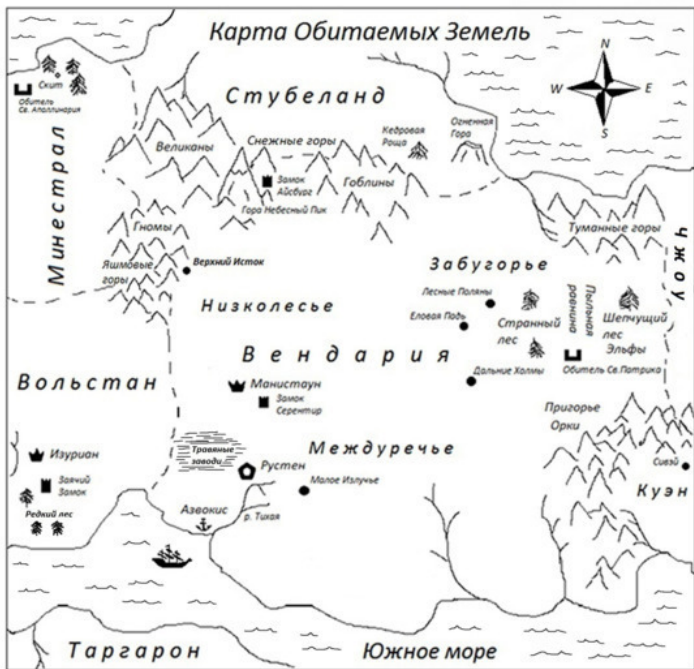 Карта Обитаемых Земель
N
W
E
S
Скит
Обитель
Св. Апаллинария
Стубеланд
Минестрал
Великаны
Снежные горы
Кедровая
Роща
Огненная
Гора
Замок
Айсбург
Гоблины
Гора Небесный Пик
Гномы
Туманные горы
Чжоу
Яшмовые
горы
Верхний Исток
Забугорье
Низколесье
Лесные Поляны
Еловая Падь
Странный
лес
Пыльная
равнина
Шепчущий
лес
Эльфы
Вендария
Обитель Св.Патрика
Дальние Холмы
Вольстан
Манистаун
Замок
Серентир
Пригорье
Орки
Изуриан
Травяные
заводи
Междуречье
Рустен
Сивэй
Заячий
Замок
Малое Излучье
Куэн
Редкий лес
Азвокис
р. Тихая
Таргарон
Южное море